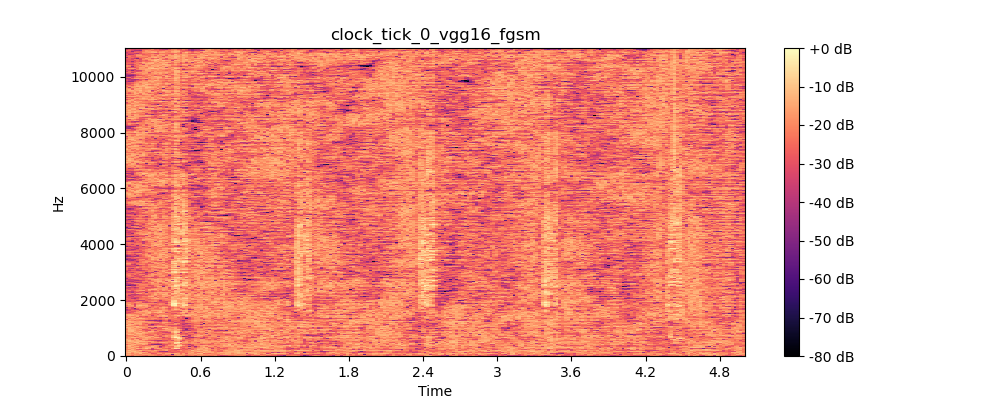 clock_tick_0_vgg16_fgsm
Hz
10000
8000
6000
4000
2000
0
0 0.6 1.2 1.8 2.4 3 3.6 4.2 4.8
Time
+0 dB
-10 dB
-20 dB
-30 dB
-40 dB
-50 dB
-60 dB
-70 dB
-80 dB